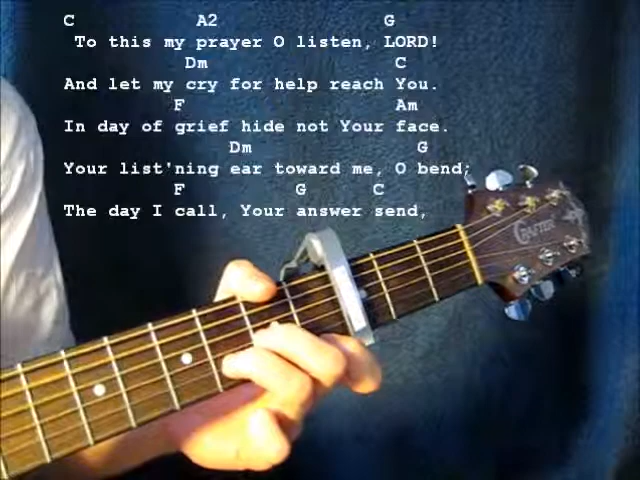 C A2 G
To this my prayer O listen, LORD!
Dm C
And let my cry for help reach You.
F Am
In day of grief hide not Your face.
Dm G
Your list'ning ear toward me, O bend;
F G C
The day I call, Your answer send,
CRAFTER